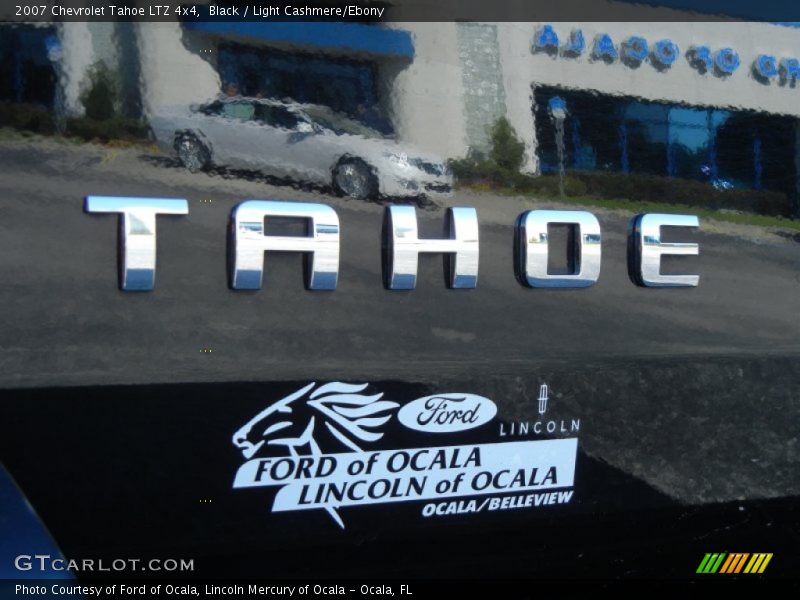 2007 Chevrolet Tahoe LTZ 4x4, Black / Light Cashmere/Ebony
TAHOE
Ford
LINCOLN
FORD of OCALA
LINCOLN of OCALA
OCALA/BELLEVIEW
GTCARLOT.COM
Photo Courtesy of Ford of Ocala, Lincoln Mercury of Ocala - Ocala, FL